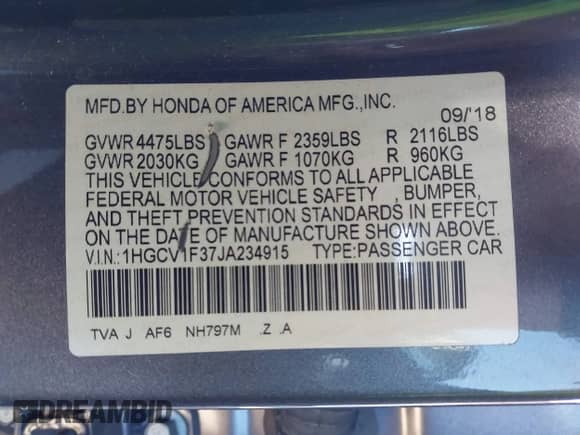 MFD.BY HONDA OF AMERICA MFG.,INC.
09/'18
GVWR 4475LBS GAWR F 2359LBS R 2116LBS
GVWR 2030KG GAWR F 1070KG R 960KG
THIS VEHICLE CONFORMS TO ALL APPLICABLE
FEDERAL MOTOR VEHICLE SAFETY , BUMPER,
AND THEFT PREVENTION STANDARDS IN EFFECT
ON THE DATE OF MANUFACTURE SHOWN ABOVE.
V.I.N.: 1HGCV1F37JA234915 TYPE:PASSENGER CAR
TVA J AF6 NH797M .Z .A
DREAMBID